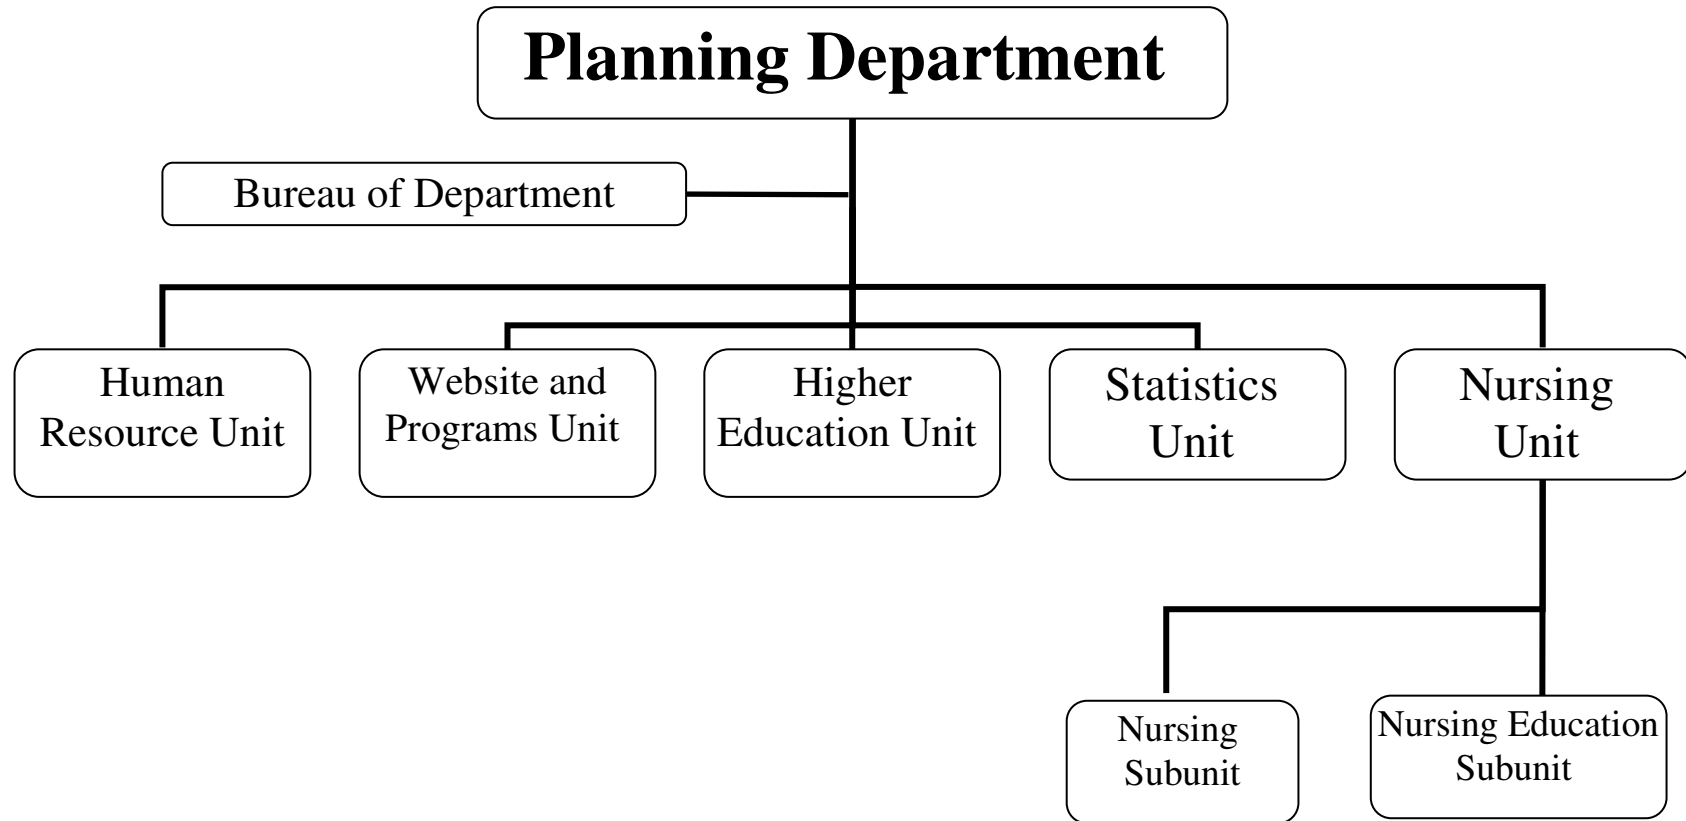 Planning Department
Bureau of Department
Human
Resource Unit
Website and
Programs Unit
Higher
Education Unit
Statistics
Unit
Nursing
Unit
Nursing
Subunit
Nursing Education
Subunit